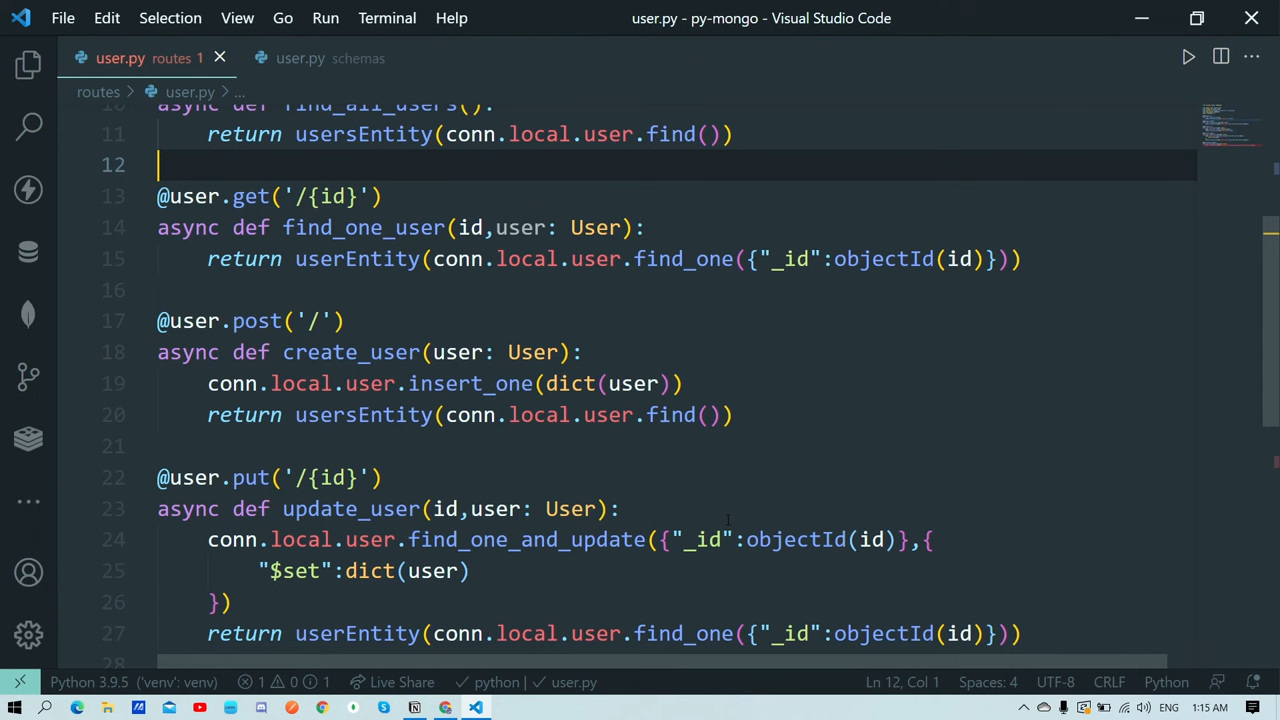 File Edit Selection View Go Run Terminal Help user.py - py-mongo - Visual Studio Code
user.py routes 1 user.py schemas
routes > user.py > ...
10 async def find_all_users():
11 return usersEntity(conn.local.user.find())
12
13 @user.get('/{id}')
14 async def find_one_user(id,user: User):
15 return userEntity(conn.local.user.find_one({"_id":objectId(id)}))
16
17 @user.post('/')
18 async def create_user(user: User):
19 conn.local.user.insert_one(dict(user))
20 return usersEntity(conn.local.user.find())
21
22 @user.put('/{id}')
23 async def update_user(id,user: User):
24 conn.local.user.find_one_and_update({"_id":objectId(id)},{
25 "$set":dict(user)
26 })
27 return userEntity(conn.local.user.find_one({"_id":objectId(id)}))
28
Python 3.9.5 ('venv': venv) 1 0 1 Live Share python | user.py Ln 12, Col 1 Spaces: 4 UTF-8 CRLF Python
ENG 1:15 AM